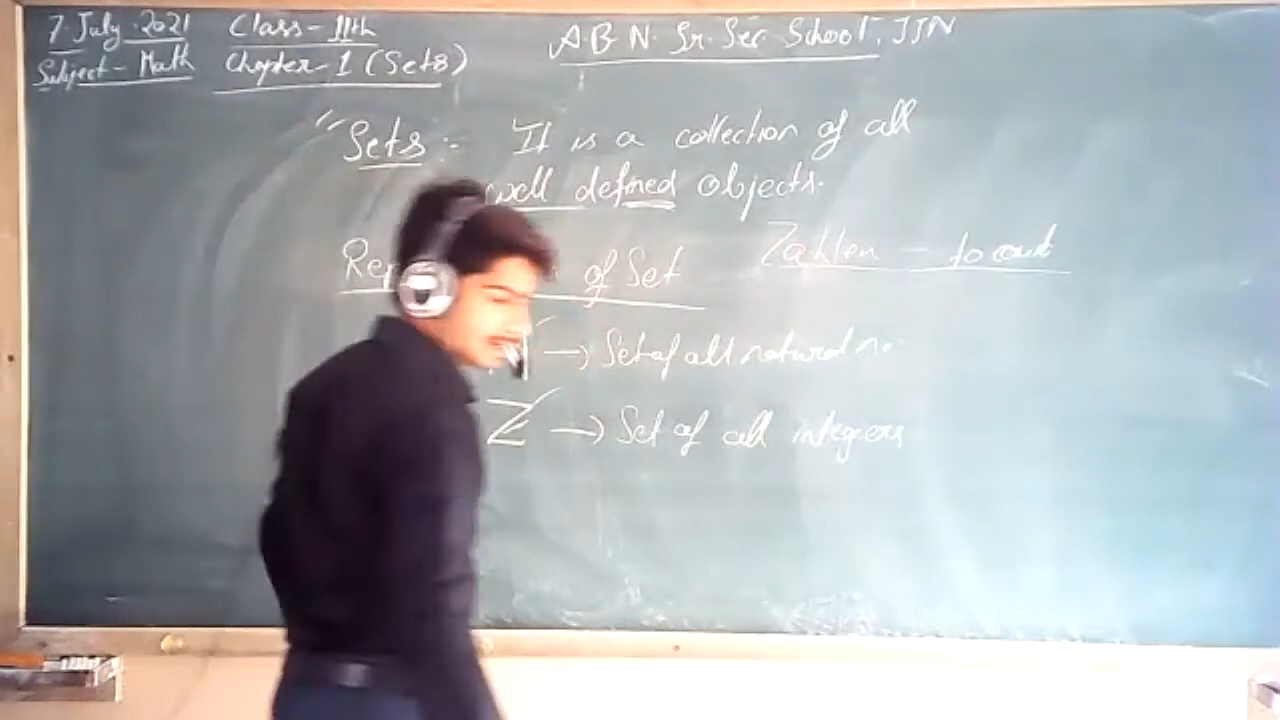 7 July 2021 Class-11th A B N. Sr. Sec School, JJN
Subject- Math Chapter-1 (Sets)
"Sets:- It is a collection of all
well defined objects.
Zahlen - to count
Rep of Set
→ Set of all natural no.
Z → Set of all integers